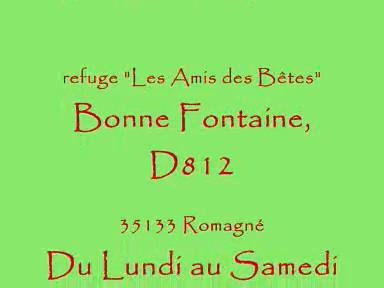 refuge "Les Amis des Bêtes"
Bonne Fontaine,
D812
35133 Romagné
Du Lundi au Samedi